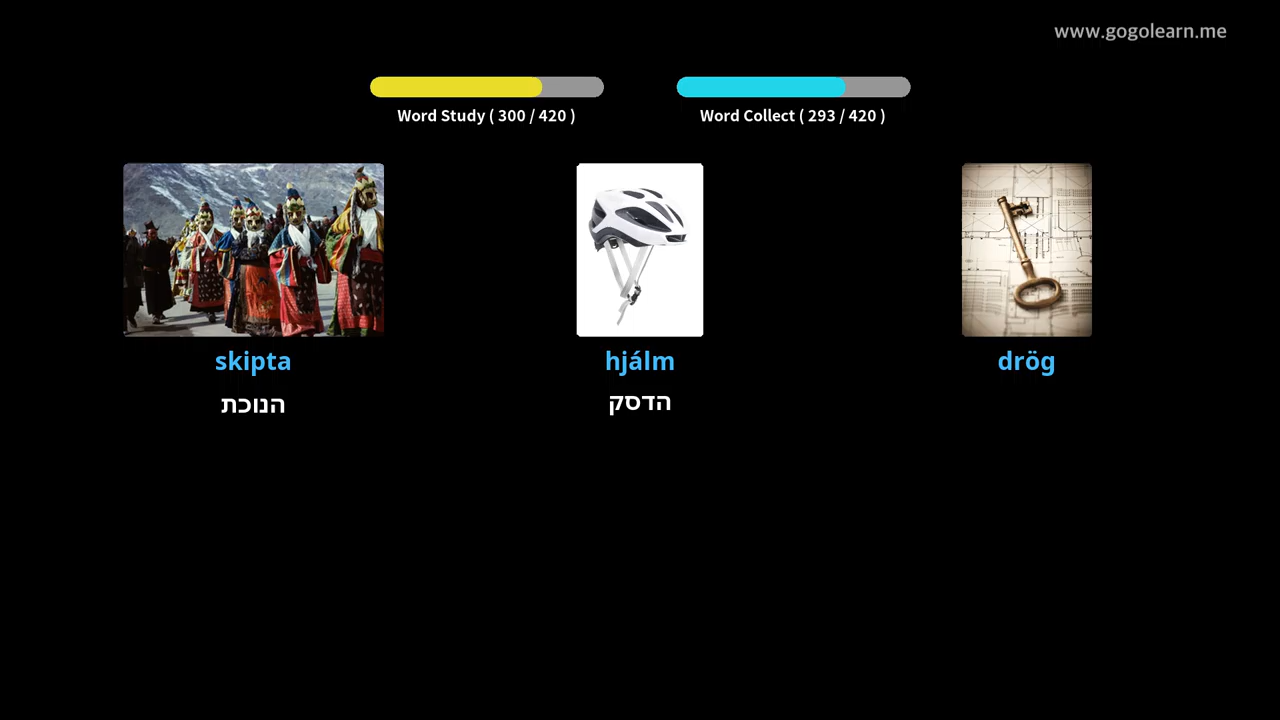 www.gogolearn.me
Word Study ( 300 / 420 )
Word Collect ( 293 / 420 )
skipta
הנוכת
hjálm
הדסק
drög